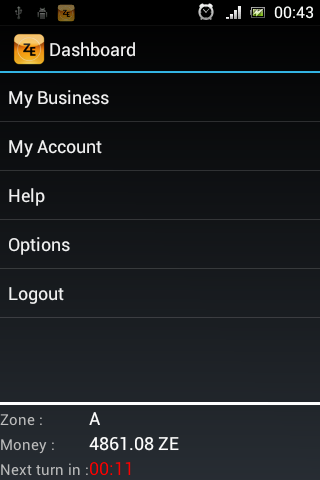 00:43
ZE Dashboard
My Business
My Account
Help
Options
Logout
Zone : A
Money : 4861.08 ZE
Next turn in : 00:11